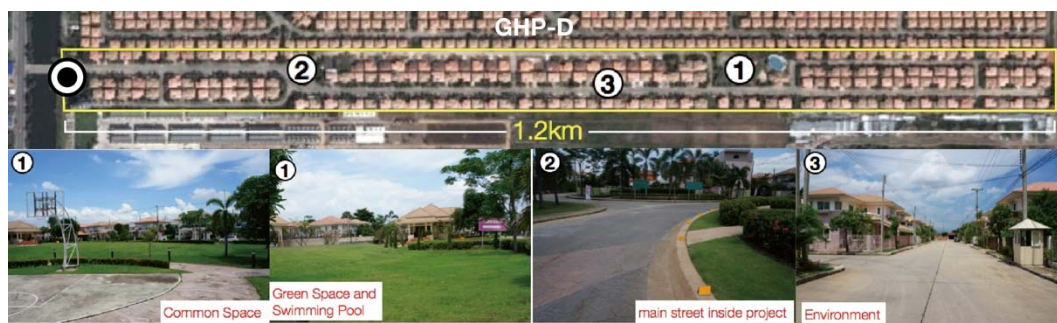 GHP-D
2
3
1
1.2km
1
1
2
3
Common Space
Green Space and
Swimming Pool
main street inside project
Environment